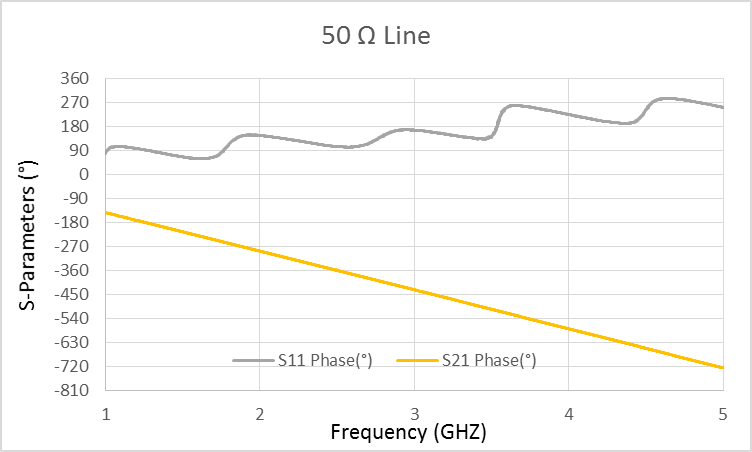 50 Ω Line
S-Parameters (°)
360
270
180
90
0
-90
-180
-270
-360
-450
-540
-630
-720
-810
S11 Phase(°)
S21 Phase(°)
1 2 3 4 5
Frequency (GHZ)